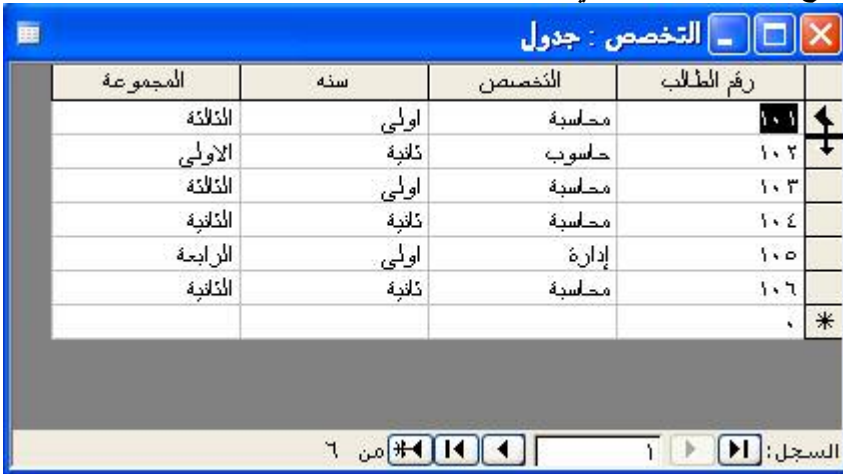 التخصص : جدول
رقم الطالب التخصص سنه المجموعة
١٠١ محاسبة اولى الثالثة
١٠٢ حاسوب ثانية الاولى
١٠٣ محاسبة اولى الثالثة
١٠٤ محاسبة ثانية الثانية
١٠٥ إدارة اولى الرابعة
١٠٦ محاسبة ثانية الثانية
٠
السجل: ١ من ٦